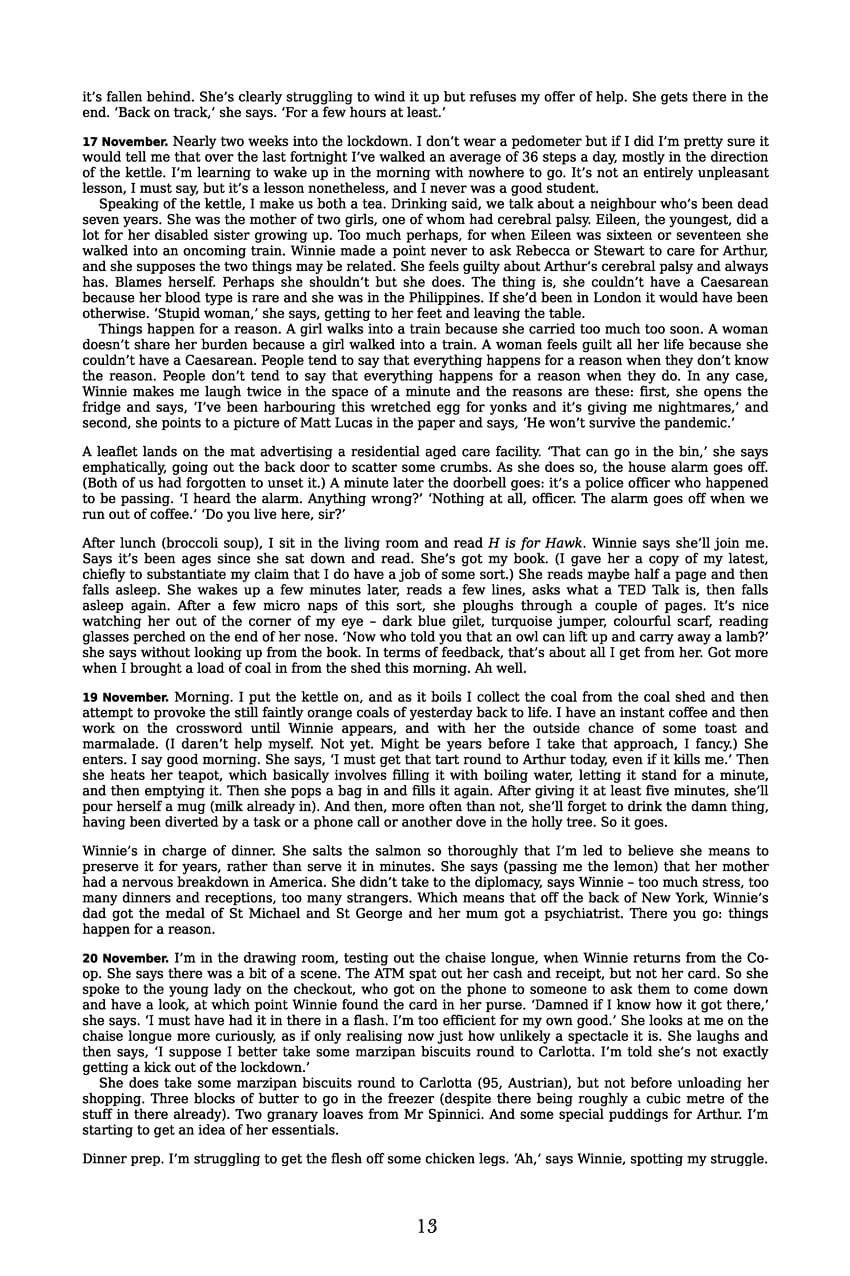 it’s fallen behind. She’s clearly struggling to wind it up but refuses my offer of help. She gets there in the
end. ‘Back on track,’ she says. ‘For a few hours at least.’
17 November. Nearly two weeks into the lockdown. I don’t wear a pedometer but if I did I’m pretty sure it
would tell me that over the last fortnight I’ve walked an average of 36 steps a day, mostly in the direction
of the kettle. I’m learning to wake up in the morning with nowhere to go. It’s not an entirely unpleasant
lesson, I must say, but it’s a lesson nonetheless, and I never was a good student.
Speaking of the kettle, I make us both a tea. Drinking said, we talk about a neighbour who’s been dead
seven years. She was the mother of two girls, one of whom had cerebral palsy. Eileen, the youngest, did a
lot for her disabled sister growing up. Too much perhaps, for when Eileen was sixteen or seventeen she
walked into an oncoming train. Winnie made a point never to ask Rebecca or Stewart to care for Arthur,
and she supposes the two things may be related. She feels guilty about Arthur’s cerebral palsy and always
has. Blames herself. Perhaps she shouldn’t but she does. The thing is, she couldn’t have a Caesarean
because her blood type is rare and she was in the Philippines. If she’d been in London it would have been
otherwise. ‘Stupid woman,’ she says, getting to her feet and leaving the table.
Things happen for a reason. A girl walks into a train because she carried too much too soon. A woman
doesn’t share her burden because a girl walked into a train. A woman feels guilt all her life because she
couldn’t have a Caesarean. People tend to say that everything happens for a reason when they don’t know
the reason. People don’t tend to say that everything happens for a reason when they do. In any case,
Winnie makes me laugh twice in the space of a minute and the reasons are these: first, she opens the
fridge and says, ‘I’ve been harbouring this wretched egg for yonks and it’s giving me nightmares,’ and
second, she points to a picture of Matt Lucas in the paper and says, ‘He won’t survive the pandemic.’
A leaflet lands on the mat advertising a residential aged care facility. ‘That can go in the bin,’ she says
emphatically, going out the back door to scatter some crumbs. As she does so, the house alarm goes off.
(Both of us had forgotten to unset it.) A minute later the doorbell goes: it’s a police officer who happened
to be passing. ‘I heard the alarm. Anything wrong?’ ‘Nothing at all, officer. The alarm goes off when we
run out of coffee.’ ‘Do you live here, sir?’
After lunch (broccoli soup), I sit in the living room and read H is for Hawk. Winnie says she’ll join me.
Says it’s been ages since she sat down and read. She’s got my book. (I gave her a copy of my latest,
chiefly to substantiate my claim that I do have a job of some sort.) She reads maybe half a page and then
falls asleep. She wakes up a few minutes later, reads a few lines, asks what a TED Talk is, then falls
asleep again. After a few micro naps of this sort, she ploughs through a couple of pages. It’s nice
watching her out of the corner of my eye – dark blue gilet, turquoise jumper, colourful scarf, reading
glasses perched on the end of her nose. ‘Now who told you that an owl can lift up and carry away a lamb?’
she says without looking up from the book. In terms of feedback, that’s about all I get from her. Got more
when I brought a load of coal in from the shed this morning. Ah well.
19 November. Morning. I put the kettle on, and as it boils I collect the coal from the coal shed and then
attempt to provoke the still faintly orange coals of yesterday back to life. I have an instant coffee and then
work on the crossword until Winnie appears, and with her the outside chance of some toast and
marmalade. (I daren’t help myself. Not yet. Might be years before I take that approach, I fancy.) She
enters. I say good morning. She says, ‘I must get that tart round to Arthur today, even if it kills me.’ Then
she heats her teapot, which basically involves filling it with boiling water, letting it stand for a minute,
and then emptying it. Then she pops a bag in and fills it again. After giving it at least five minutes, she’ll
pour herself a mug (milk already in). And then, more often than not, she’ll forget to drink the damn thing,
having been diverted by a task or a phone call or another dove in the holly tree. So it goes.
Winnie’s in charge of dinner. She salts the salmon so thoroughly that I’m led to believe she means to
preserve it for years, rather than serve it in minutes. She says (passing me the lemon) that her mother
had a nervous breakdown in America. She didn’t take to the diplomacy, says Winnie – too much stress, too
many dinners and receptions, too many strangers. Which means that off the back of New York, Winnie’s
dad got the medal of St Michael and St George and her mum got a psychiatrist. There you go: things
happen for a reason.
20 November. I’m in the drawing room, testing out the chaise longue, when Winnie returns from the Co-
op. She says there was a bit of a scene. The ATM spat out her cash and receipt, but not her card. So she
spoke to the young lady on the checkout, who got on the phone to someone to ask them to come down
and have a look, at which point Winnie found the card in her purse. ‘Damned if I know how it got there,’
she says. ‘I must have had it in there in a flash. I’m too efficient for my own good.’ She looks at me on the
chaise longue more curiously, as if only realising now just how unlikely a spectacle it is. She laughs and
then says, ‘I suppose I better take some marzipan biscuits round to Carlotta. I’m told she’s not exactly
getting a kick out of the lockdown.’
She does take some marzipan biscuits round to Carlotta (95, Austrian), but not before unloading her
shopping. Three blocks of butter to go in the freezer (despite there being roughly a cubic metre of the
stuff in there already). Two granary loaves from Mr Spinnici. And some special puddings for Arthur. I’m
starting to get an idea of her essentials.
Dinner prep. I’m struggling to get the flesh off some chicken legs. ‘Ah,’ says Winnie, spotting my struggle.
13